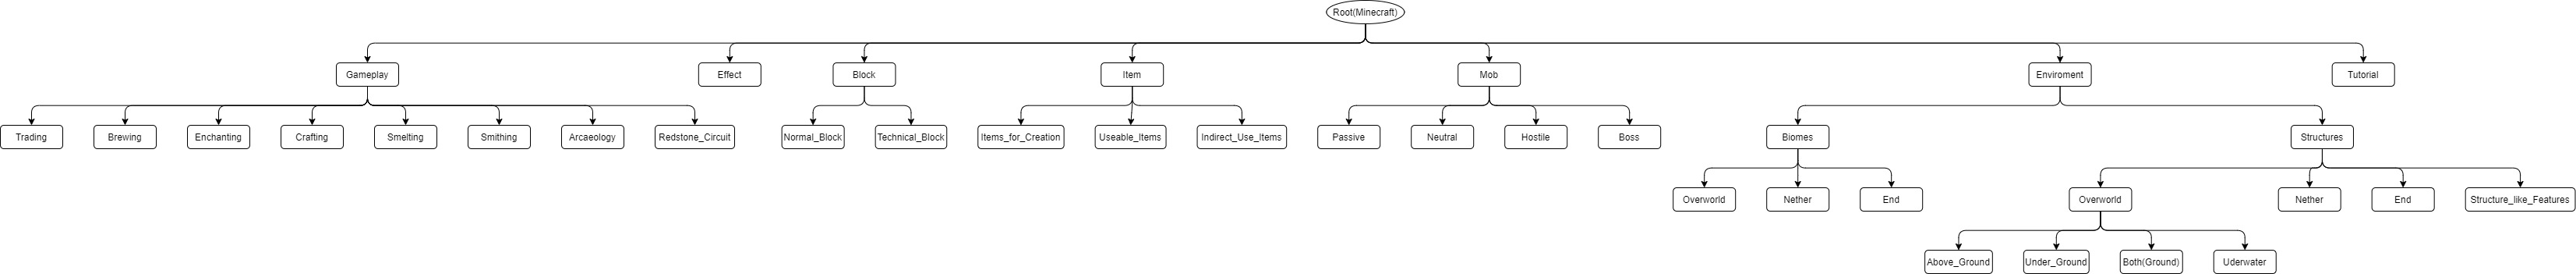 Root(Minecraft)
Gameplay
Effect
Block
Item
Mob
Enviroment
Tutorial
Trading
Brewing
Enchanting
Crafting
Smelting
Smithing
Arcaeology
Redstone_Circuit
Normal_Block
Technical_Block
Items_for_Creation
Useable_Items
Indirect_Use_Items
Passive
Neutral
Hostile
Boss
Biomes
Structures
Overworld
Nether
End
Overworld
Nether
End
Structure_like_Features
Above_Ground
Under_Ground
Both(Ground)
Uderwater